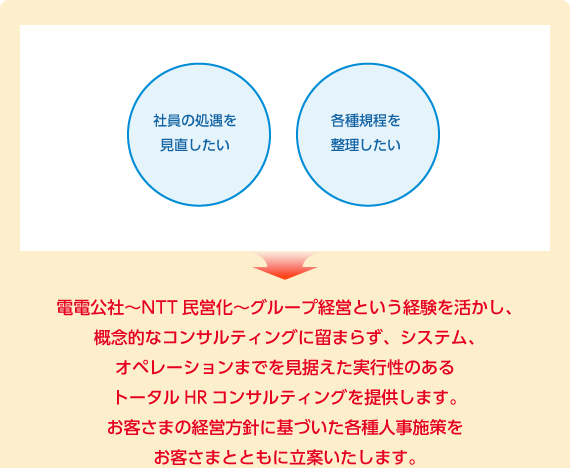 社員の処遇を
見直したい
各種規程を
整理したい
電電公社～NTT 民営化～グループ経営という経験を活かし、
概念的なコンサルティングに留まらず、システム、
オペレーションまでを見据えた実行性のある
トータル HR コンサルティングを提供します。
お客さまの経営方針に基づいた各種人事施策を
お客さまとともに立案いたします。